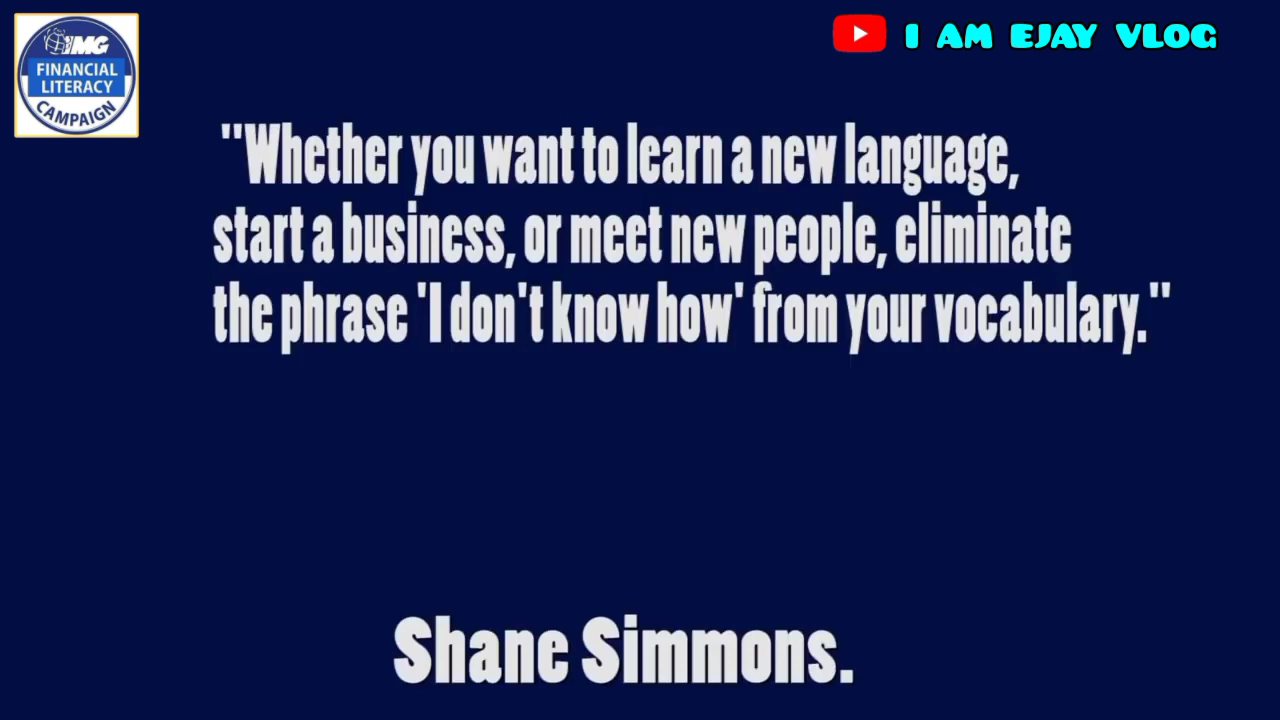 IMG
FINANCIAL
LITERACY
CAMPAIGN
I AM EJAY VLOG
"Whether you want to learn a new language,
start a business, or meet new people, eliminate
the phrase 'I don't know how' from your vocabulary."
Shane Simmons.